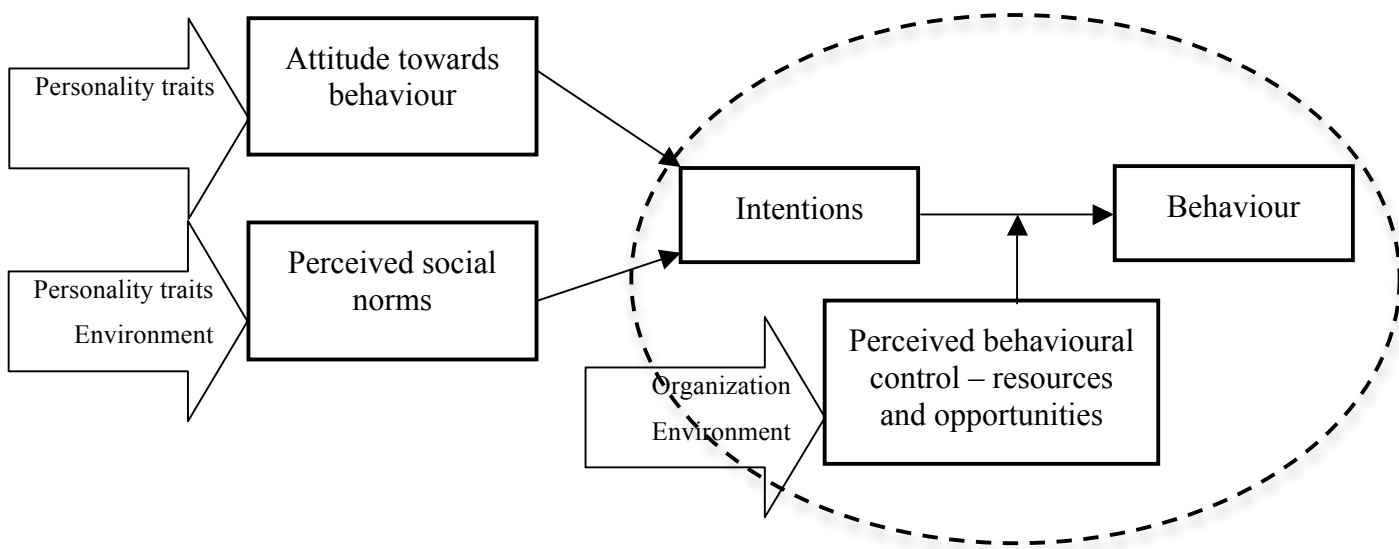 Personality traits
Attitude towards
behaviour
Personality traits
Environment
Perceived social
norms
Intentions
Behaviour
Organization
Environment
Perceived behavioural
control – resources
and opportunities